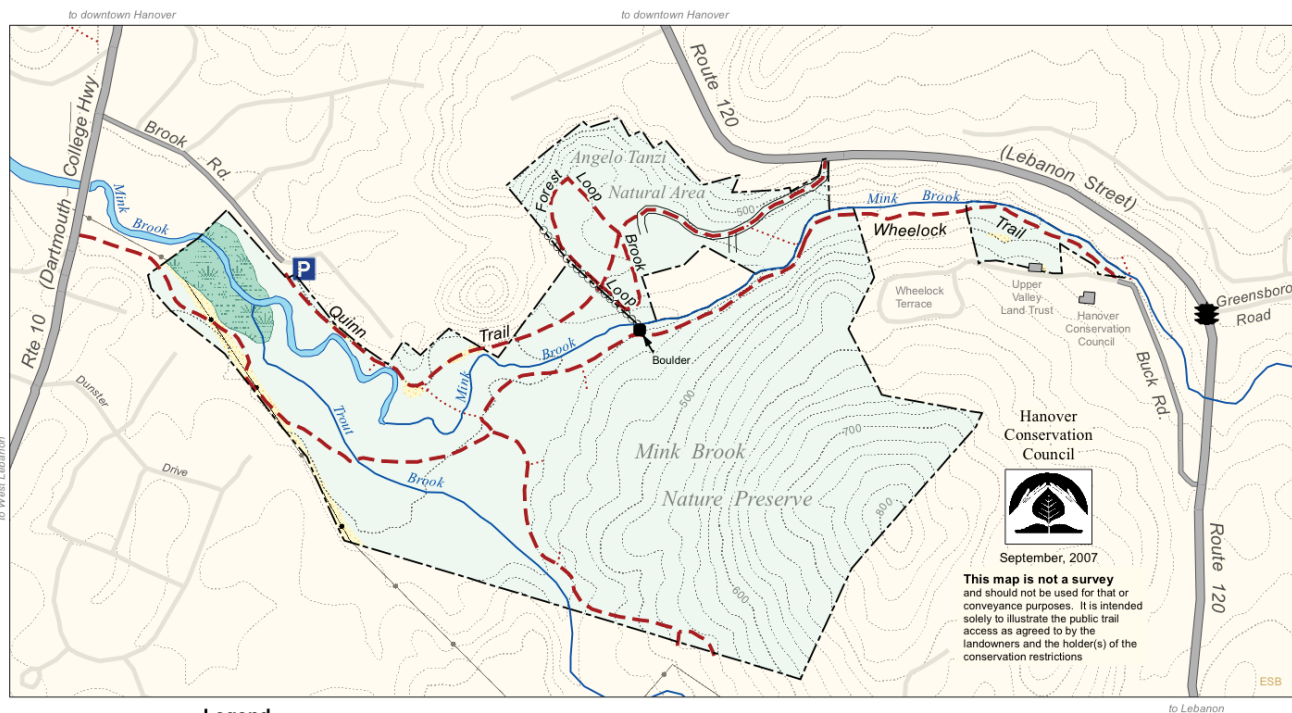 to downtown Hanover
to downtown Hanover
Rte 10 (Dartmouth College Hwy
Brook Rd.
Route 120
(Lebanon Street)
Mink Brook
Angelo Tanzi
Natural Area
Forest Loop
Brook Loop
500
Mink Brook
Wheelock Trail
P
Quinn Trail
Mink Brook
Boulder
Wheelock
Terrace
Upper
Valley
Land Trust
Hanover
Conservation
Council
Greensboro
Road
Buck Rd.
Dunster
Drive
to West Lebanon
Trout Brook
500
Mink Brook
Nature Preserve
700
800
600
Hanover
Conservation
Council
September, 2007
This map is not a survey
and should not be used for that or
conveyance purposes. It is intended
solely to illustrate the public trail
access as agreed to by the
landowners and the holder(s) of the
conservation restrictions
Route 120
ESB
to Lebanon
Legend